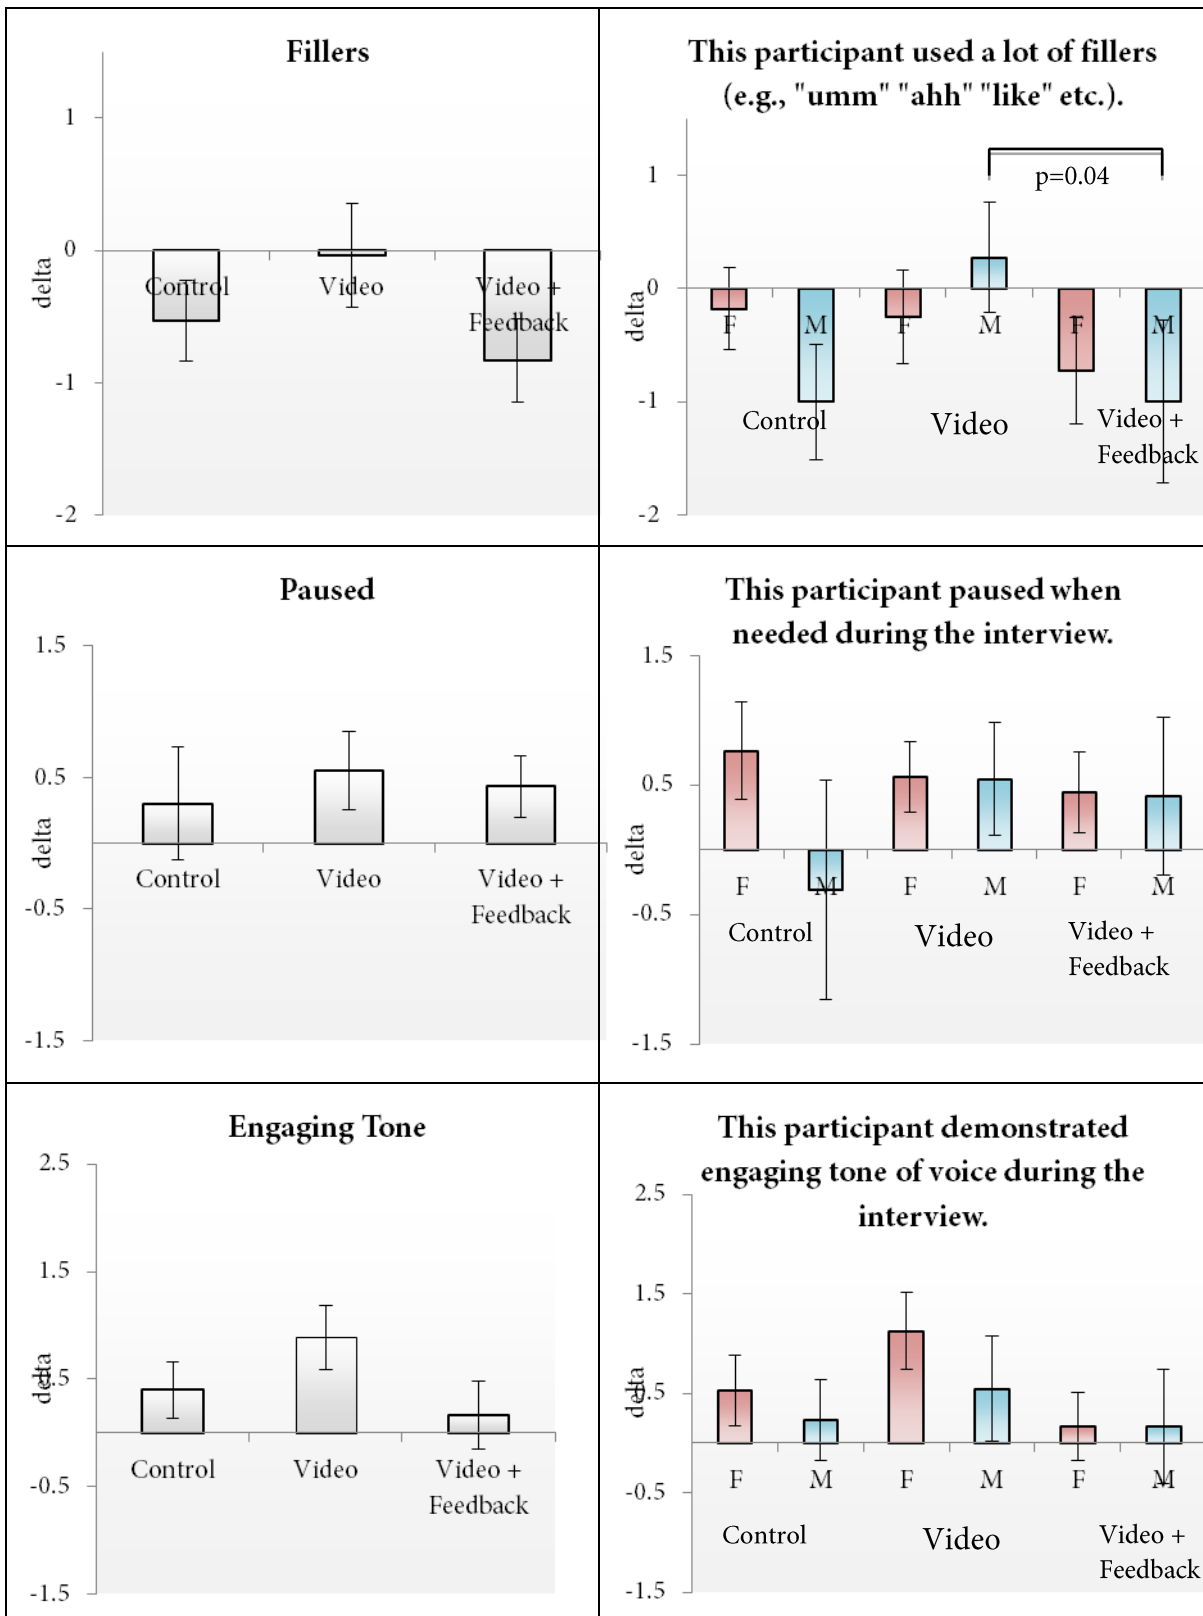 Fillers
1
0
-1
-2
delta
Control
Video
Video +
Feedback
This participant used a lot of fillers
(e.g., "umm" "ahh" "like" etc.).
p=0.04
1
0
-1
-2
delta
F
M
F
M
F
M
Control
Video
Video +
Feedback
Paused
1.5
0.5
-0.5
-1.5
delta
Control
Video
Video +
Feedback
This participant paused when
needed during the interview.
1.5
0.5
-0.5
-1.5
delta
F
M
F
M
F
M
Control
Video
Video +
Feedback
Engaging Tone
2.5
1.5
0.5
-0.5
-1.5
delta
Control
Video
Video +
Feedback
This participant demonstrated
engaging tone of voice during the
interview.
2.5
1.5
0.5
-0.5
-1.5
delta
F
M
F
M
F
M
Control
Video
Video +
Feedback